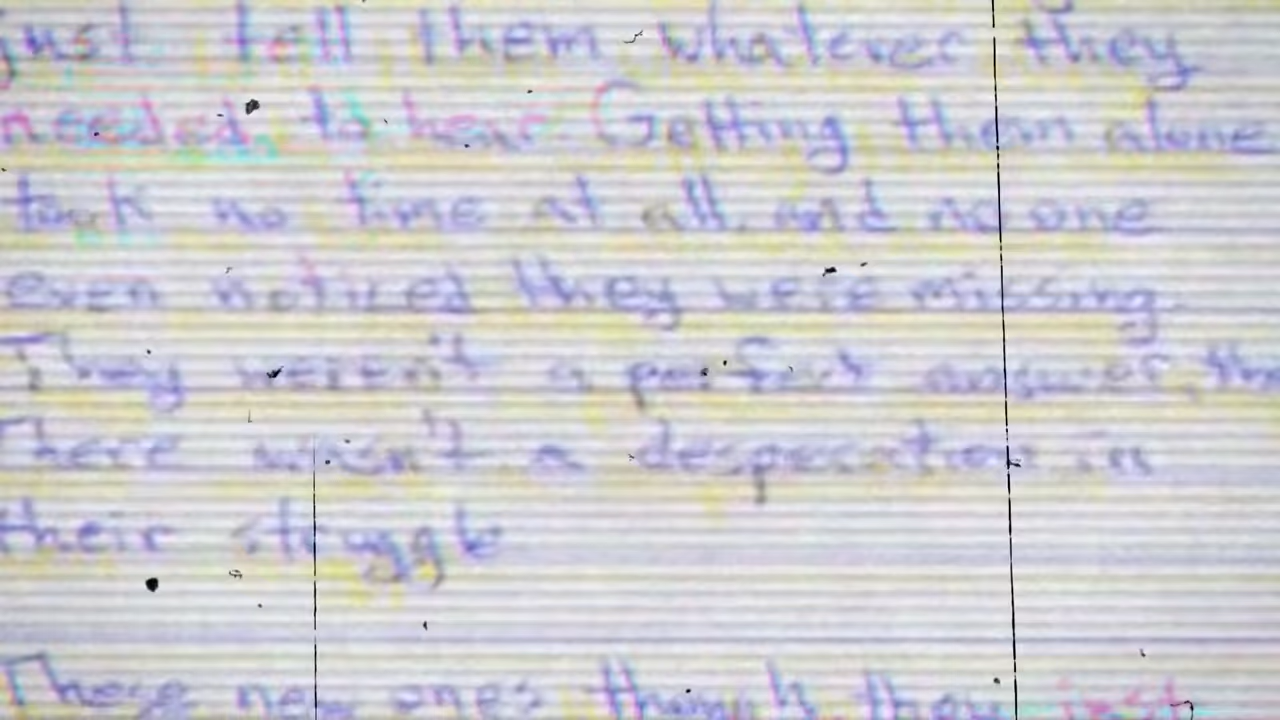 just tell them whatever they
needed to hear. Getting them alone
took no time at all, and no one
even noticed they were missing.
They weren't a perfect answer, tho
There wasn't a desperation in
their struggle
These new ones though, they just